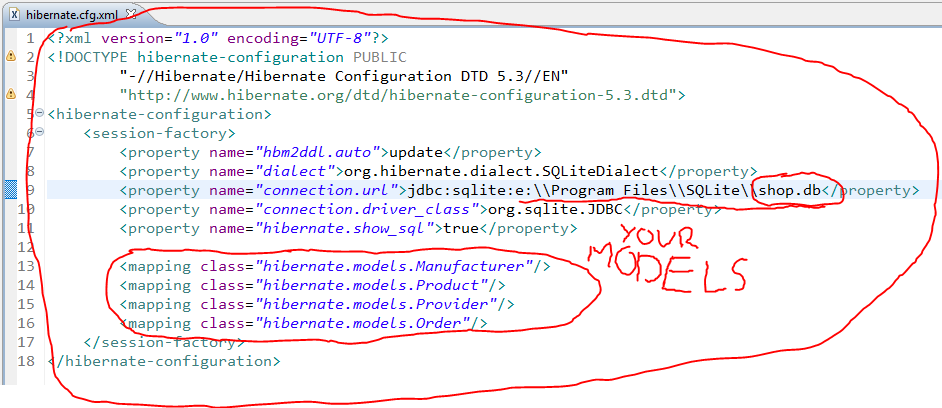 hibernate.cfg.xml
1 <?xml version="1.0" encoding="UTF-8"?>
2 <!DOCTYPE hibernate-configuration PUBLIC
3 "-//Hibernate/Hibernate Configuration DTD 5.3//EN"
4 "http://www.hibernate.org/dtd/hibernate-configuration-5.3.dtd">
5 <hibernate-configuration>
6 <session-factory>
7 <property name="hbm2ddl.auto">update</property>
8 <property name="dialect">org.hibernate.dialect.SQLiteDialect</property>
9 <property name="connection.url">jdbc:sqlite:e:\\Program Files\\SQLite\\shop.db</property>
10 <property name="connection.driver_class">org.sqlite.JDBC</property>
11 <property name="hibernate.show_sql">true</property>
12
YOUR
MODELS
13 <mapping class="hibernate.models.Manufacturer"/>
14 <mapping class="hibernate.models.Product"/>
15 <mapping class="hibernate.models.Provider"/>
16 <mapping class="hibernate.models.Order"/>
17 </session-factory>
18 </hibernate-configuration>